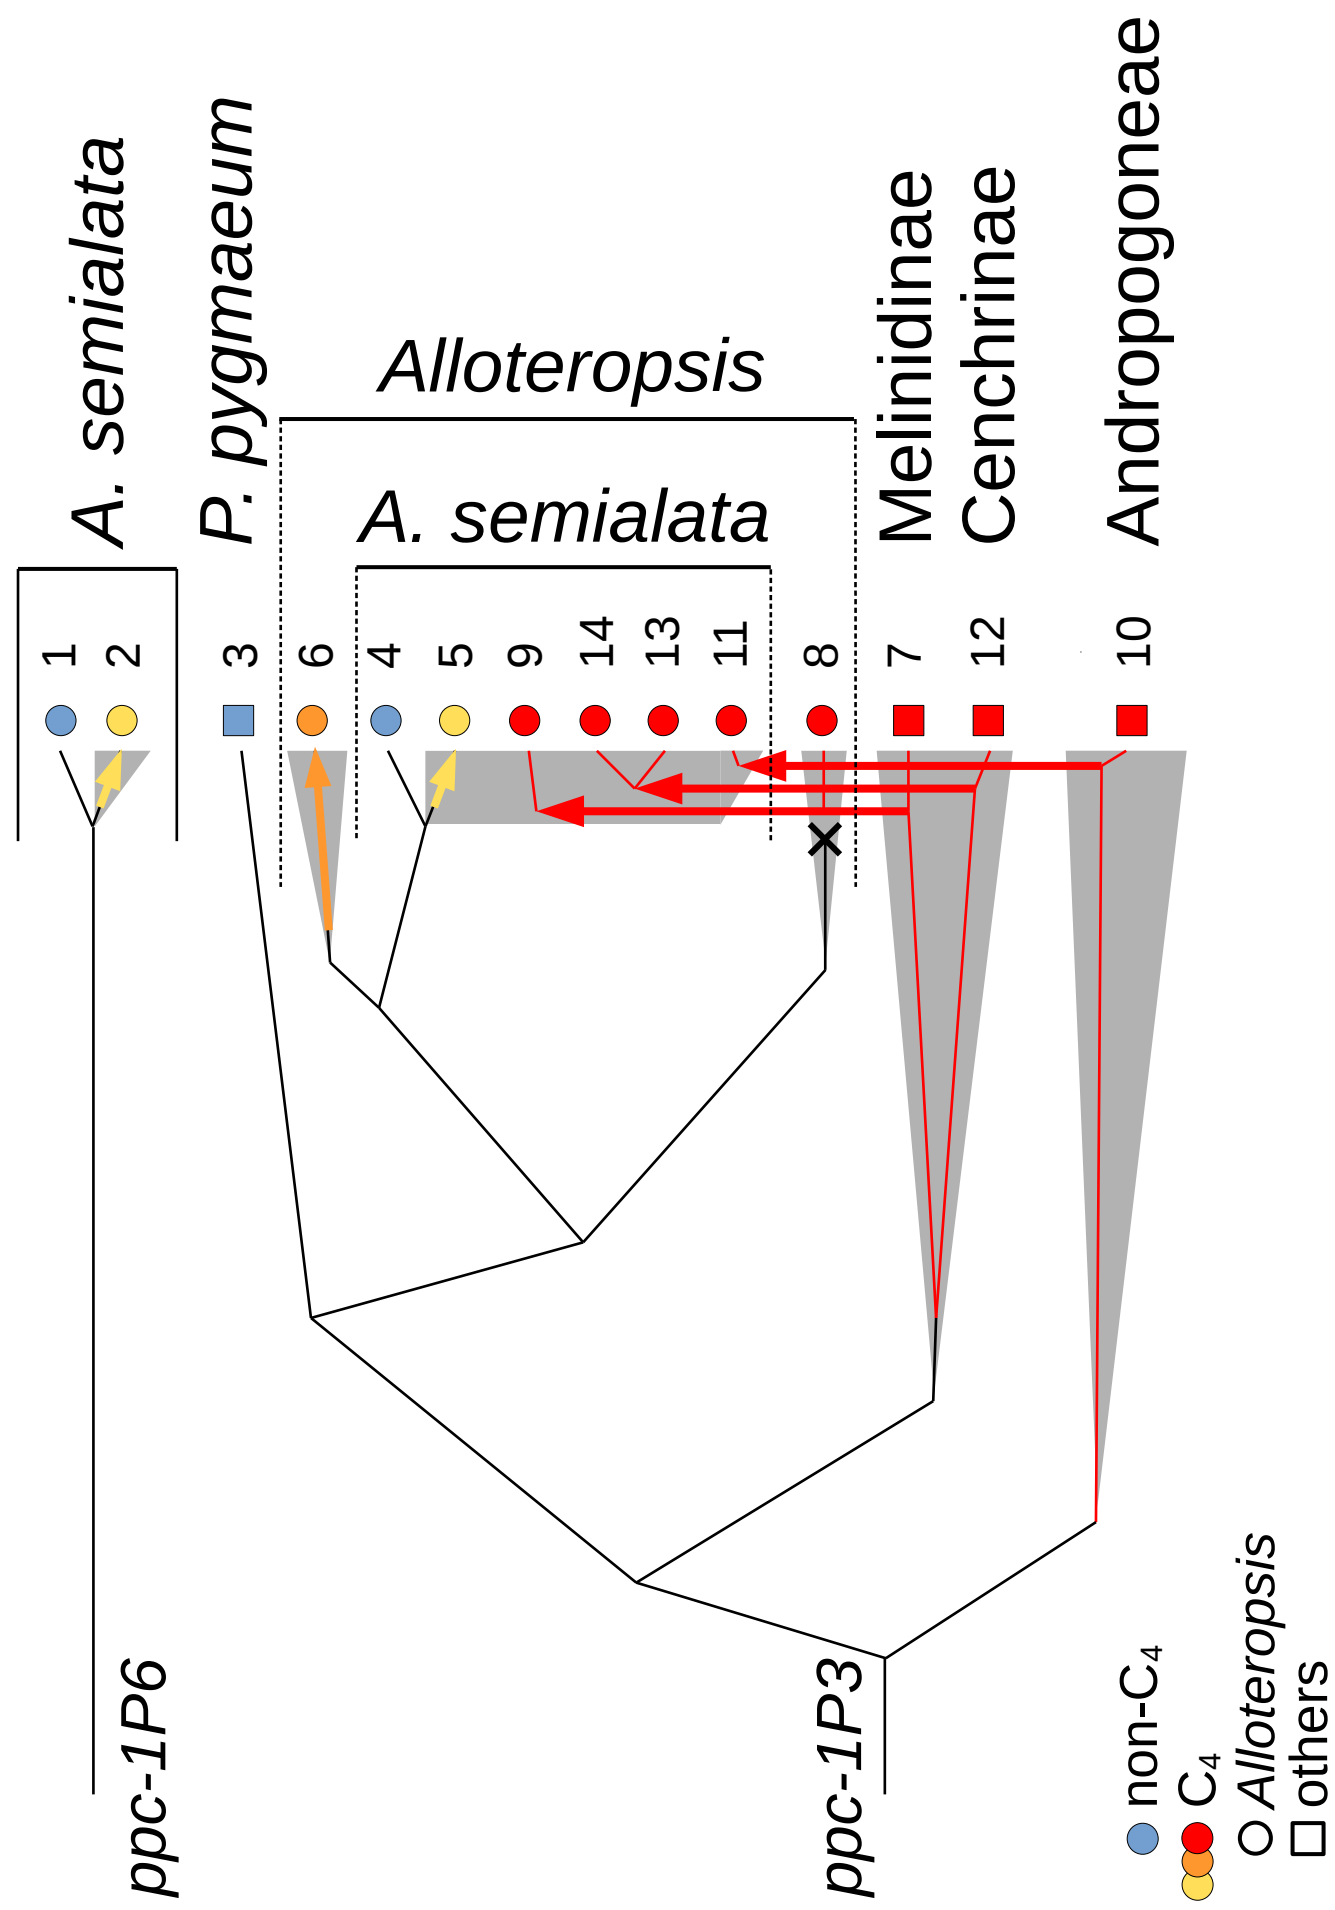 A. semialata
P. pygmaeum
Alloteropsis
A. semialata
Melinidinae
Cenchrinae
Andropogoneae
1
2
3
6
4
5
9
14
13
11
8
7
12
10
ppc-1P6
ppc-1P3
non-C₄
C₄
Alloteropsis
others